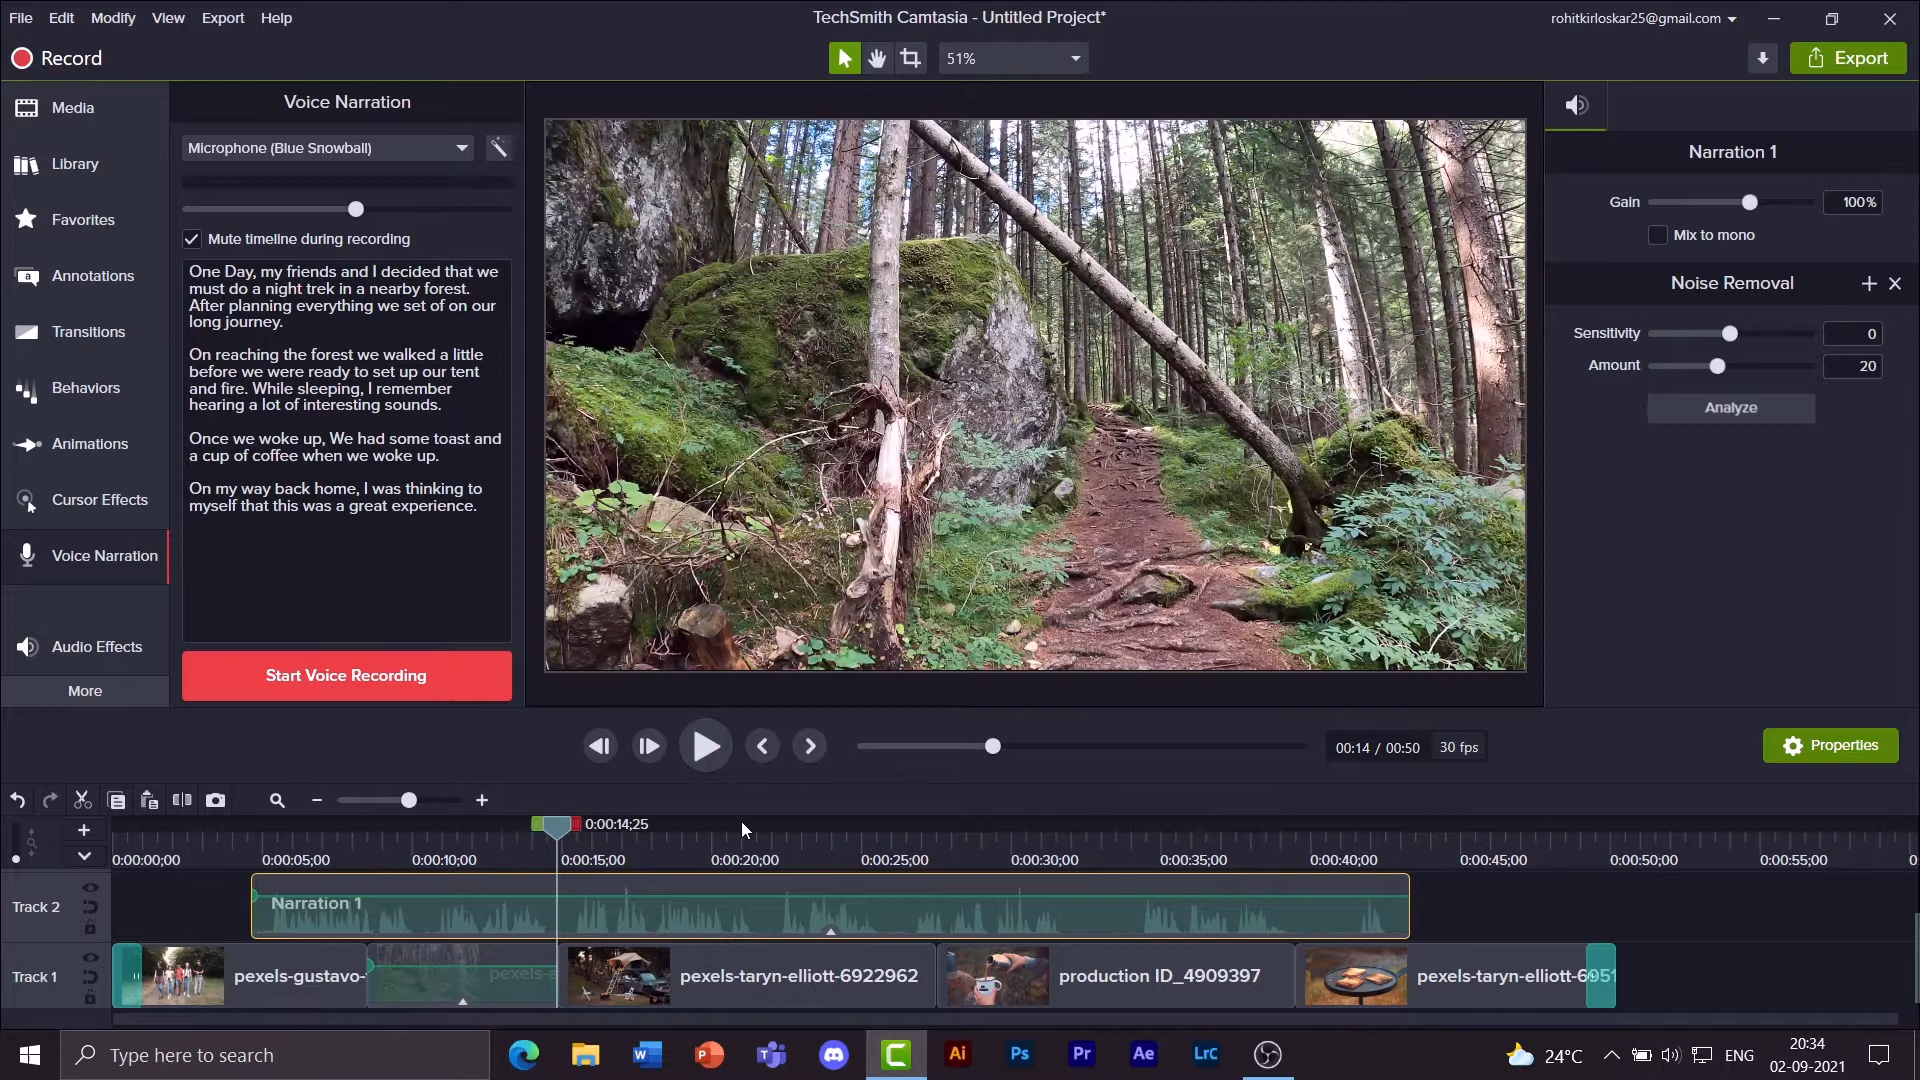 File Edit Modify View Export Help
TechSmith Camtasia - Untitled Project*
rohitkirloskar25@gmail.com
Record
51%
Export
Media
Library
Favorites
Annotations
Transitions
Behaviors
Animations
Cursor Effects
Voice Narration
Audio Effects
More
Voice Narration
Microphone (Blue Snowball)
Mute timeline during recording
One Day, my friends and I decided that we
must do a night trek in a nearby forest.
After planning everything we set of on our
long journey.
On reaching the forest we walked a little
before we were ready to set up our tent
and fire. While sleeping, I remember
hearing a lot of interesting sounds.
Once we woke up, We had some toast and
a cup of coffee when we woke up.
On my way back home, I was thinking to
myself that this was a great experience.
Start Voice Recording
Narration 1
Gain 100%
Mix to mono
Noise Removal
Sensitivity 0
Amount 20
Analyze
00:14 / 00:50 30 fps
Properties
0:00:14;25
0:00:00;00 0:00:05;00 0:00:10;00 0:00:15;00 0:00:20;00 0:00:25;00 0:00:30;00 0:00:35;00 0:00:40;00 0:00:45;00 0:00:50;00 0:00:55;00 0:
Track 2
Narration 1
Track 1
pexels-gustavo- pexels-a pexels-taryn-elliott-6922962 production ID_4909397 pexels-taryn-elliott-6951
Type here to search
Ai Ps Pr Ae LrC
24°C
ENG
20:34
02-09-2021